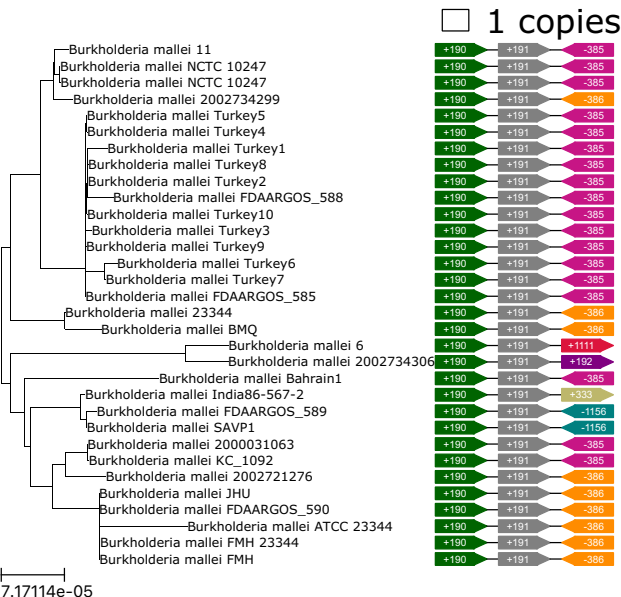 1 copies
Burkholderia mallei 11 +190 +191 -385
Burkholderia mallei NCTC 10247 +190 +191 -385
Burkholderia mallei NCTC 10247 +190 +191 -385
Burkholderia mallei 2002734299 +190 +191 -386
Burkholderia mallei Turkey5 +190 +191 -385
Burkholderia mallei Turkey4 +190 +191 -385
Burkholderia mallei Turkey1 +190 +191 -385
Burkholderia mallei Turkey8 +190 +191 -385
Burkholderia mallei Turkey2 +190 +191 -385
Burkholderia mallei FDAARGOS_588 +190 +191 -385
Burkholderia mallei Turkey10 +190 +191 -385
Burkholderia mallei Turkey3 +190 +191 -385
Burkholderia mallei Turkey9 +190 +191 -385
Burkholderia mallei Turkey6 +190 +191 -385
Burkholderia mallei Turkey7 +190 +191 -385
Burkholderia mallei FDAARGOS_585 +190 +191 -385
Burkholderia mallei 23344 +190 +191 -386
Burkholderia mallei BMQ +190 +191 -386
Burkholderia mallei 6 +190 +191 +1111
Burkholderia mallei 2002734306 +190 +191 +192
Burkholderia mallei Bahrain1 +190 +191 -385
Burkholderia mallei India86-567-2 +190 +191 +333
Burkholderia mallei FDAARGOS_589 +190 +191 -1156
Burkholderia mallei SAVP1 +190 +191 -1156
Burkholderia mallei 2000031063 +190 +191 -385
Burkholderia mallei KC_1092 +190 +191 -385
Burkholderia mallei 2002721276 +190 +191 -386
Burkholderia mallei JHU +190 +191 -386
Burkholderia mallei FDAARGOS_590 +190 +191 -386
Burkholderia mallei ATCC 23344 +190 +191 -386
Burkholderia mallei FMH 23344 +190 +191 -386
Burkholderia mallei FMH +190 +191 -386
7.17114e-05